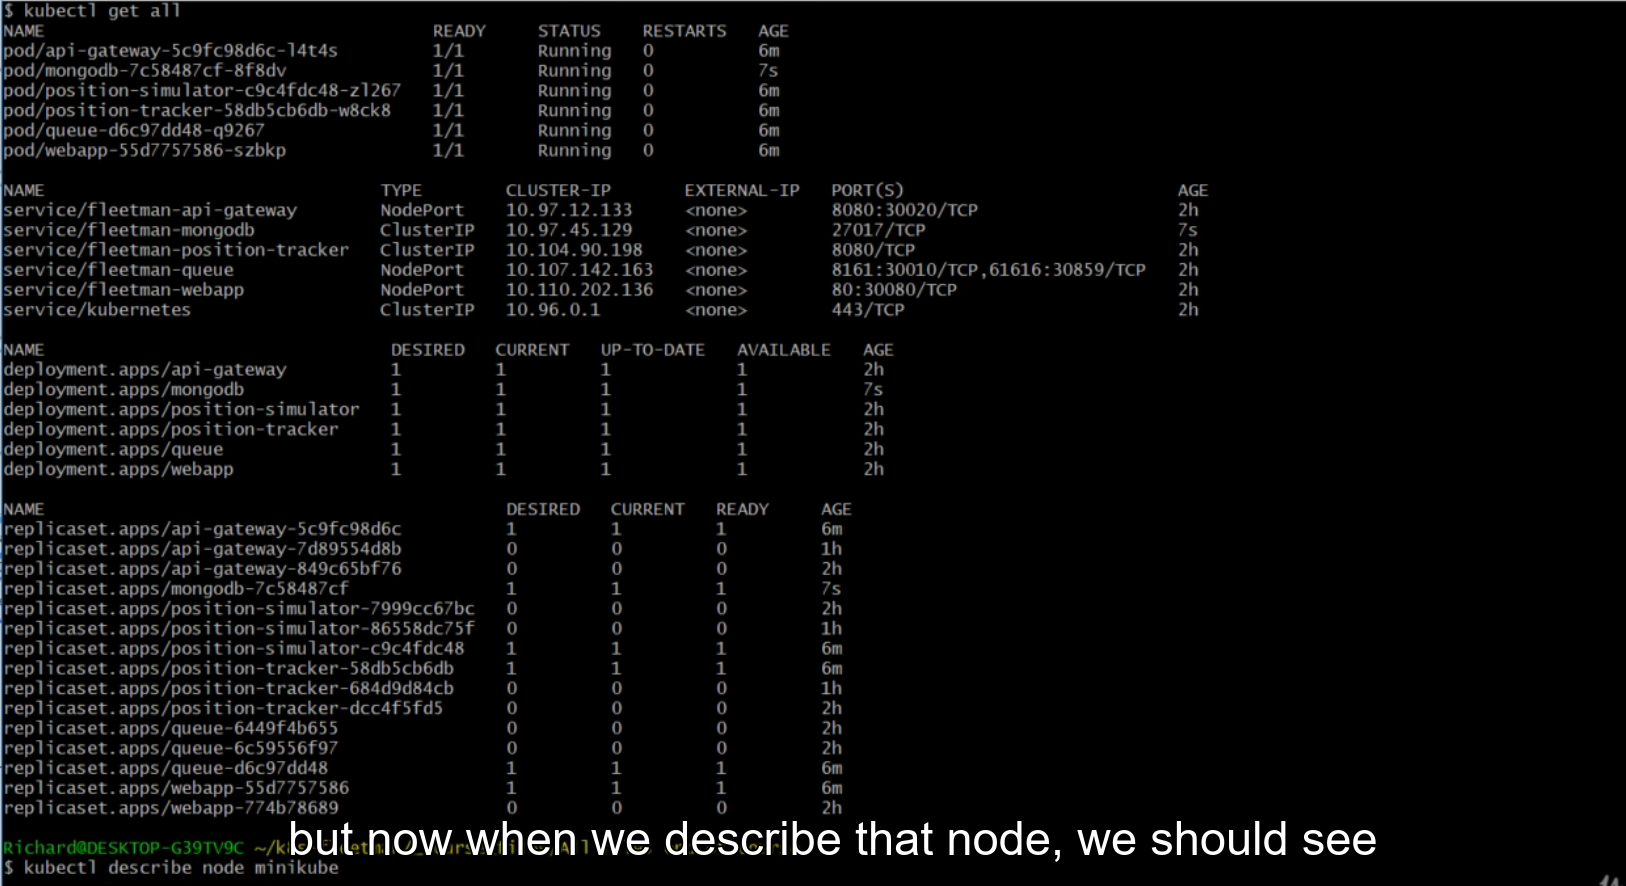 $ kubectl get all
NAME READY STATUS RESTARTS AGE
pod/api-gateway-5c9fc98d6c-l4t4s 1/1 Running 0 6m
pod/mongodb-7c58487cf-8f8dv 1/1 Running 0 7s
pod/position-simulator-c9c4fdc48-zl267 1/1 Running 0 6m
pod/position-tracker-58db5cb6db-w8ck8 1/1 Running 0 6m
pod/queue-d6c97dd48-q9267 1/1 Running 0 6m
pod/webapp-55d7757586-szbkp 1/1 Running 0 6m
NAME TYPE CLUSTER-IP EXTERNAL-IP PORT(S) AGE
service/fleetman-api-gateway NodePort 10.97.12.133 <none> 8080:30020/TCP 2h
service/fleetman-mongodb ClusterIP 10.97.45.129 <none> 27017/TCP 7s
service/fleetman-position-tracker ClusterIP 10.104.90.198 <none> 8080/TCP 2h
service/fleetman-queue NodePort 10.107.142.163 <none> 8161:30010/TCP,61616:30859/TCP 2h
service/fleetman-webapp NodePort 10.110.202.136 <none> 80:30080/TCP 2h
service/kubernetes ClusterIP 10.96.0.1 <none> 443/TCP 2h
NAME DESIRED CURRENT UP-TO-DATE AVAILABLE AGE
deployment.apps/api-gateway 1 1 1 1 2h
deployment.apps/mongodb 1 1 1 1 7s
deployment.apps/position-simulator 1 1 1 1 2h
deployment.apps/position-tracker 1 1 1 1 2h
deployment.apps/queue 1 1 1 1 2h
deployment.apps/webapp 1 1 1 1 2h
NAME DESIRED CURRENT READY AGE
replicaset.apps/api-gateway-5c9fc98d6c 1 1 1 6m
replicaset.apps/api-gateway-7d89554d8b 0 0 0 1h
replicaset.apps/api-gateway-849c65bf76 0 0 0 2h
replicaset.apps/mongodb-7c58487cf 1 1 1 7s
replicaset.apps/position-simulator-7999cc67bc 0 0 0 2h
replicaset.apps/position-simulator-86558dc75f 0 0 0 1h
replicaset.apps/position-simulator-c9c4fdc48 1 1 1 6m
replicaset.apps/position-tracker-58db5cb6db 1 1 1 6m
replicaset.apps/position-tracker-684d9d84cb 0 0 0 1h
replicaset.apps/position-tracker-dcc4f5fd5 0 0 0 2h
replicaset.apps/queue-6449f4b655 0 0 0 2h
replicaset.apps/queue-6c59556f97 0 0 0 2h
replicaset.apps/queue-d6c97dd48 1 1 1 6m
replicaset.apps/webapp-55d7757586 1 1 1 6m
replicaset.apps/webapp-774b78689 0 0 0 2h
Richard@DESKTOP-G39TV9C
but now when we describe that node, we should see
$ kubectl describe node minikube